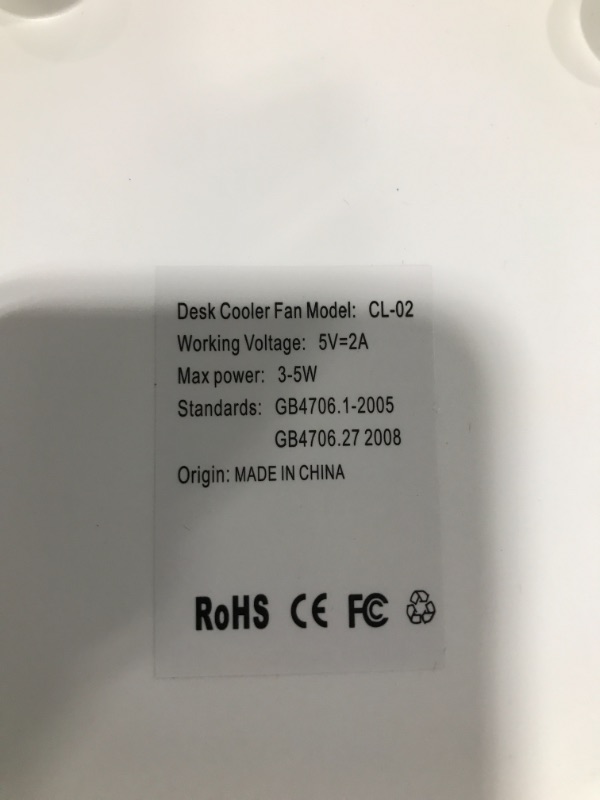 Desk Cooler Fan Model: CL-02
Working Voltage: 5V=2A
Max power: 3-5W
Standards: GB4706.1-2005
GB4706.27 2008
Origin: MADE IN CHINA
RoHS CE FC